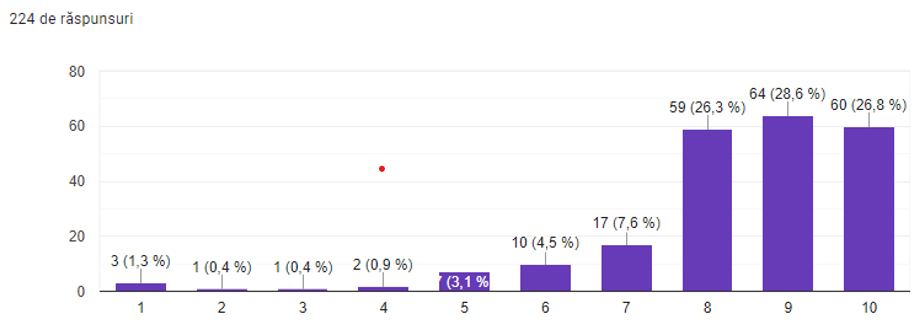 224 de răspunsuri
80
60
40
20
0
3 (1,3 %)
1 (0,4 %)
1 (0,4 %)
2 (0,9 %)
7 (3,1 %
10 (4,5 %)
17 (7,6 %)
59 (26,3 %)
64 (28,6 %)
60 (26,8 %)
1 2 3 4 5 6 7 8 9 10